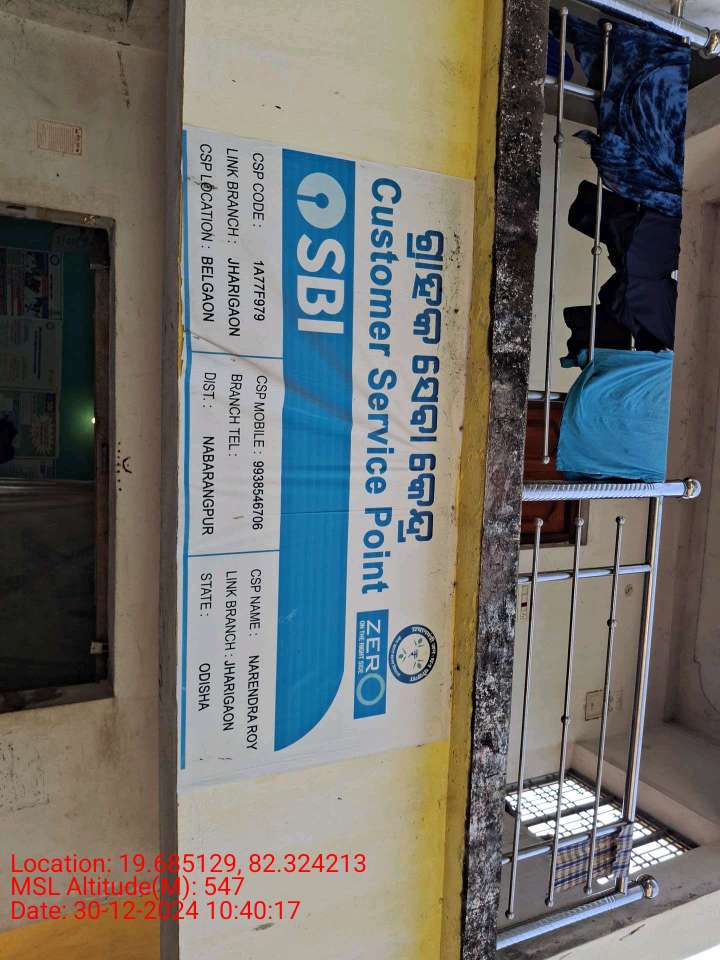 ଗ୍ରାହକ ସେବା କେନ୍ଦ୍ର
Customer Service Point
ZERO
ON THE RIGHT SIDE
SBI
CSP CODE : 1A77F979
CSP MOBILE : 9938546706
CSP NAME : NARENDRA ROY
LINK BRANCH : JHARIGAON
BRANCH TEL :
LINK BRANCH : JHARIGAON
CSP LOCATION : BELGAON
DIST. : NABARANGPUR
STATE : ODISHA
Location: 19.685129, 82.324213
MSL Altitude(M): 547
Date: 30-12-2024 10:40:17